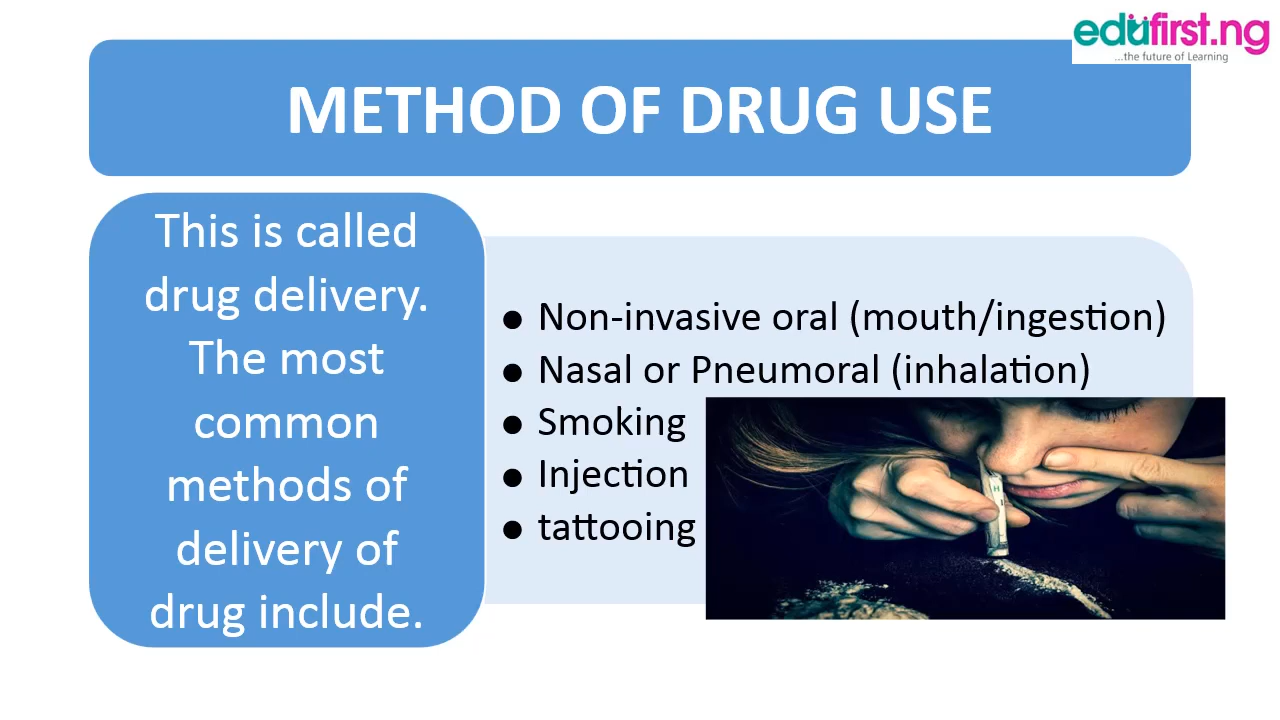 edufirst.ng
...the future of Learning
METHOD OF DRUG USE
This is called
drug delivery.
The most
common
methods of
delivery of
drug include.
● Non-invasive oral (mouth/ingestion)
● Nasal or Pneumoral (inhalation)
● Smoking
● Injection
● tattooing